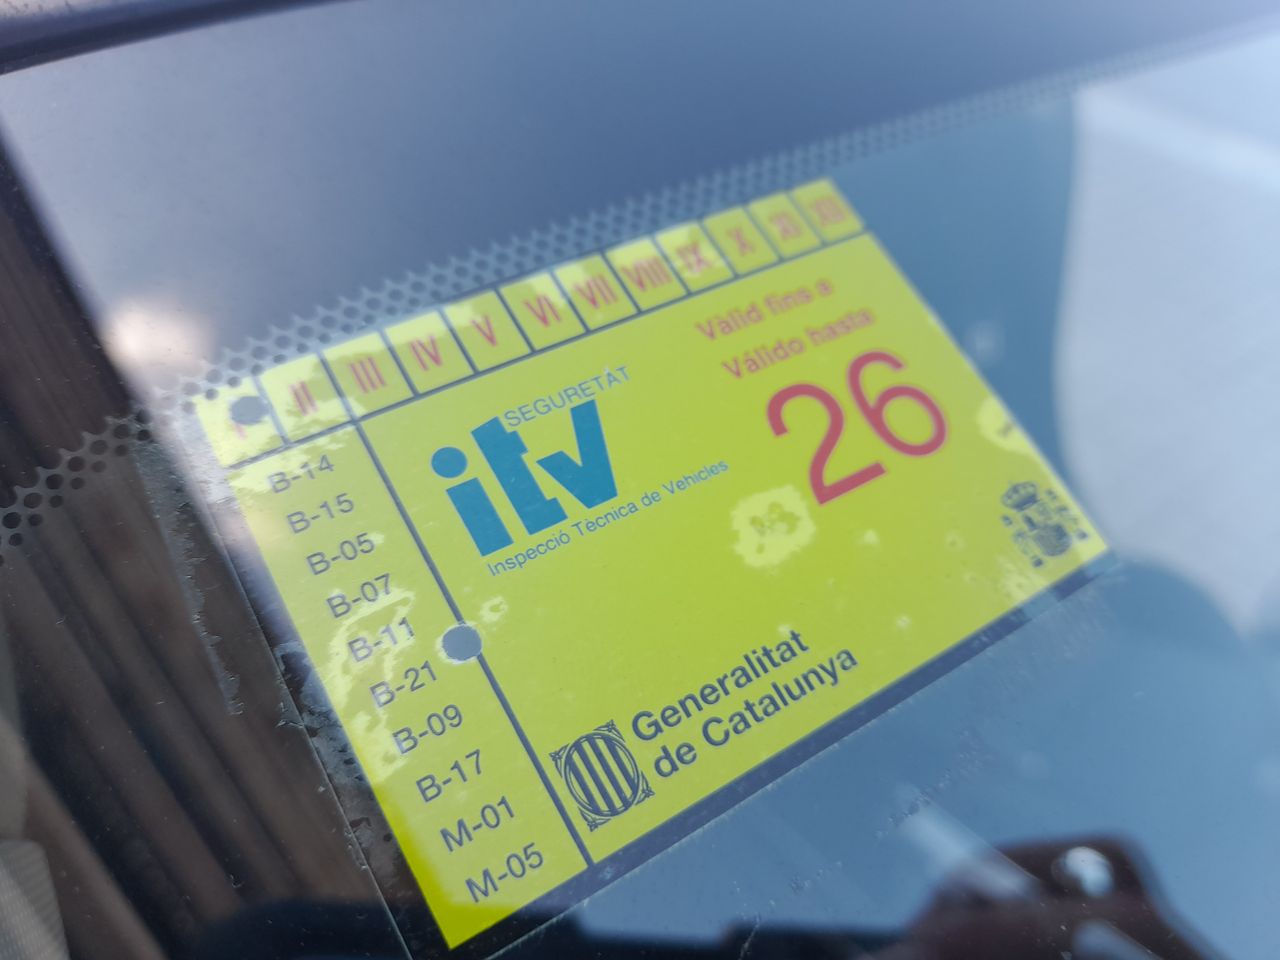 I II III IV V VI VII VIII IX X XI XII
Vàlid fins a
Válido hasta
26
SEGURETAT
itv
Inspecció Tècnica de Vehicles
B-14
B-15
B-05
B-07
B-11
B-21
B-09
B-17
M-01
M-05
Generalitat
de Catalunya